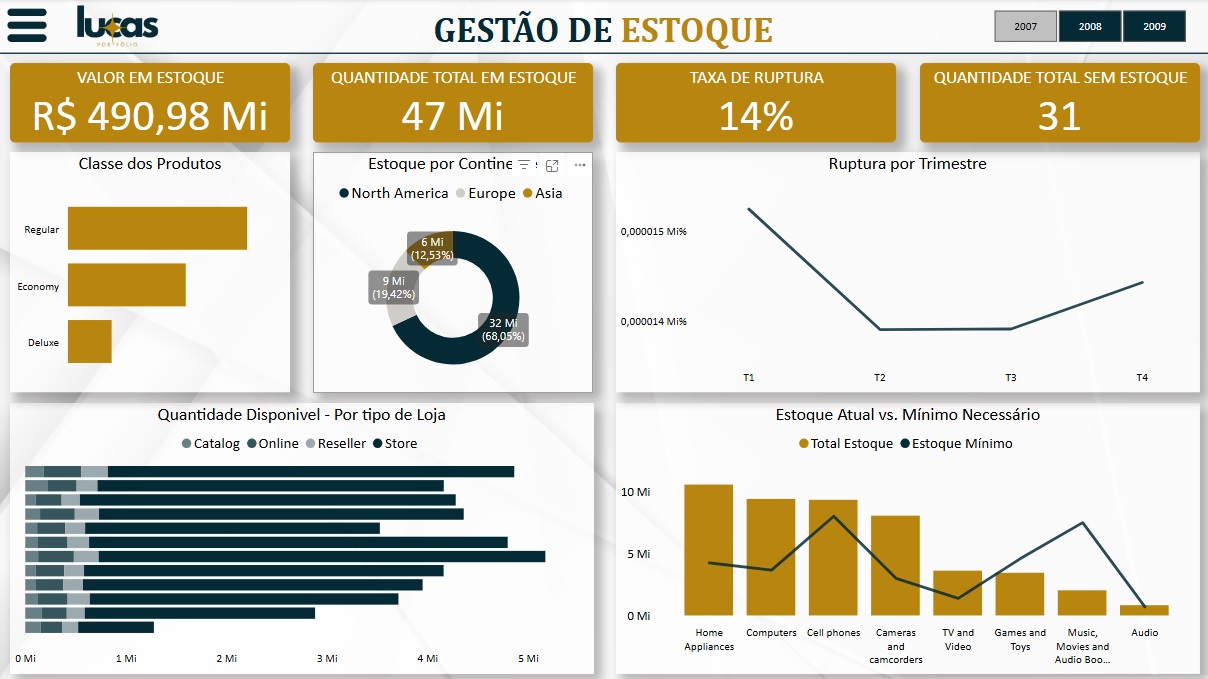 lucas
PORTFÓLIO
GESTÃO DE ESTOQUE
2007
2008
2009
VALOR EM ESTOQUE
R$ 490,98 Mi
QUANTIDADE TOTAL EM ESTOQUE
47 Mi
TAXA DE RUPTURA
14%
QUANTIDADE TOTAL SEM ESTOQUE
31
Classe dos Produtos
Regular
Economy
Deluxe
Estoque por Contine
North America Europe Asia
6 Mi
(12,53%)
9 Mi
(19,42%)
32 Mi
(68,05%)
Ruptura por Trimestre
0,000015 Mi%
0,000014 Mi%
T1 T2 T3 T4
Quantidade Disponivel - Por tipo de Loja
Catalog Online Reseller Store
0 Mi 1 Mi 2 Mi 3 Mi 4 Mi 5 Mi
Estoque Atual vs. Mínimo Necessário
Total Estoque Estoque Mínimo
10 Mi
5 Mi
0 Mi
Home
Appliances
Computers
Cell phones
Cameras
and
camcorders
TV and
Video
Games and
Toys
Music,
Movies and
Audio Boo...
Audio